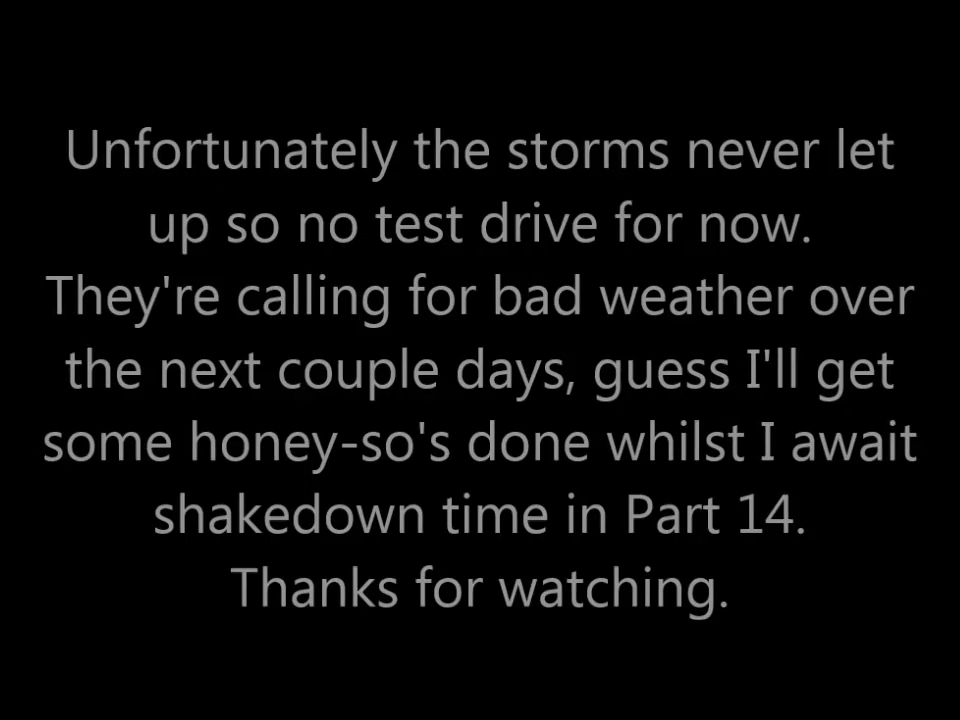 Unfortunately the storms never let
up so no test drive for now.
They're calling for bad weather over
the next couple days, guess I'll get
some honey-so's done whilst I await
shakedown time in Part 14.
Thanks for watching.